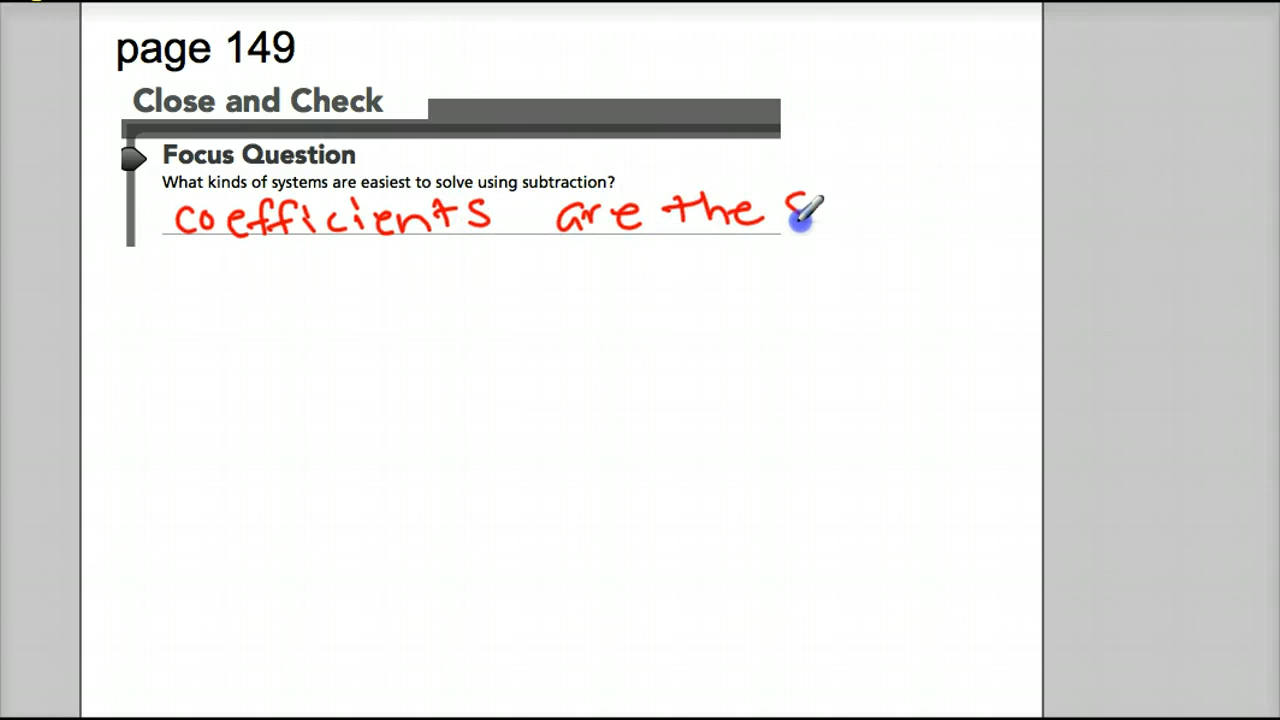 page 149
Close and Check
Focus Question
What kinds of systems are easiest to solve using subtraction?
coefficients are the s